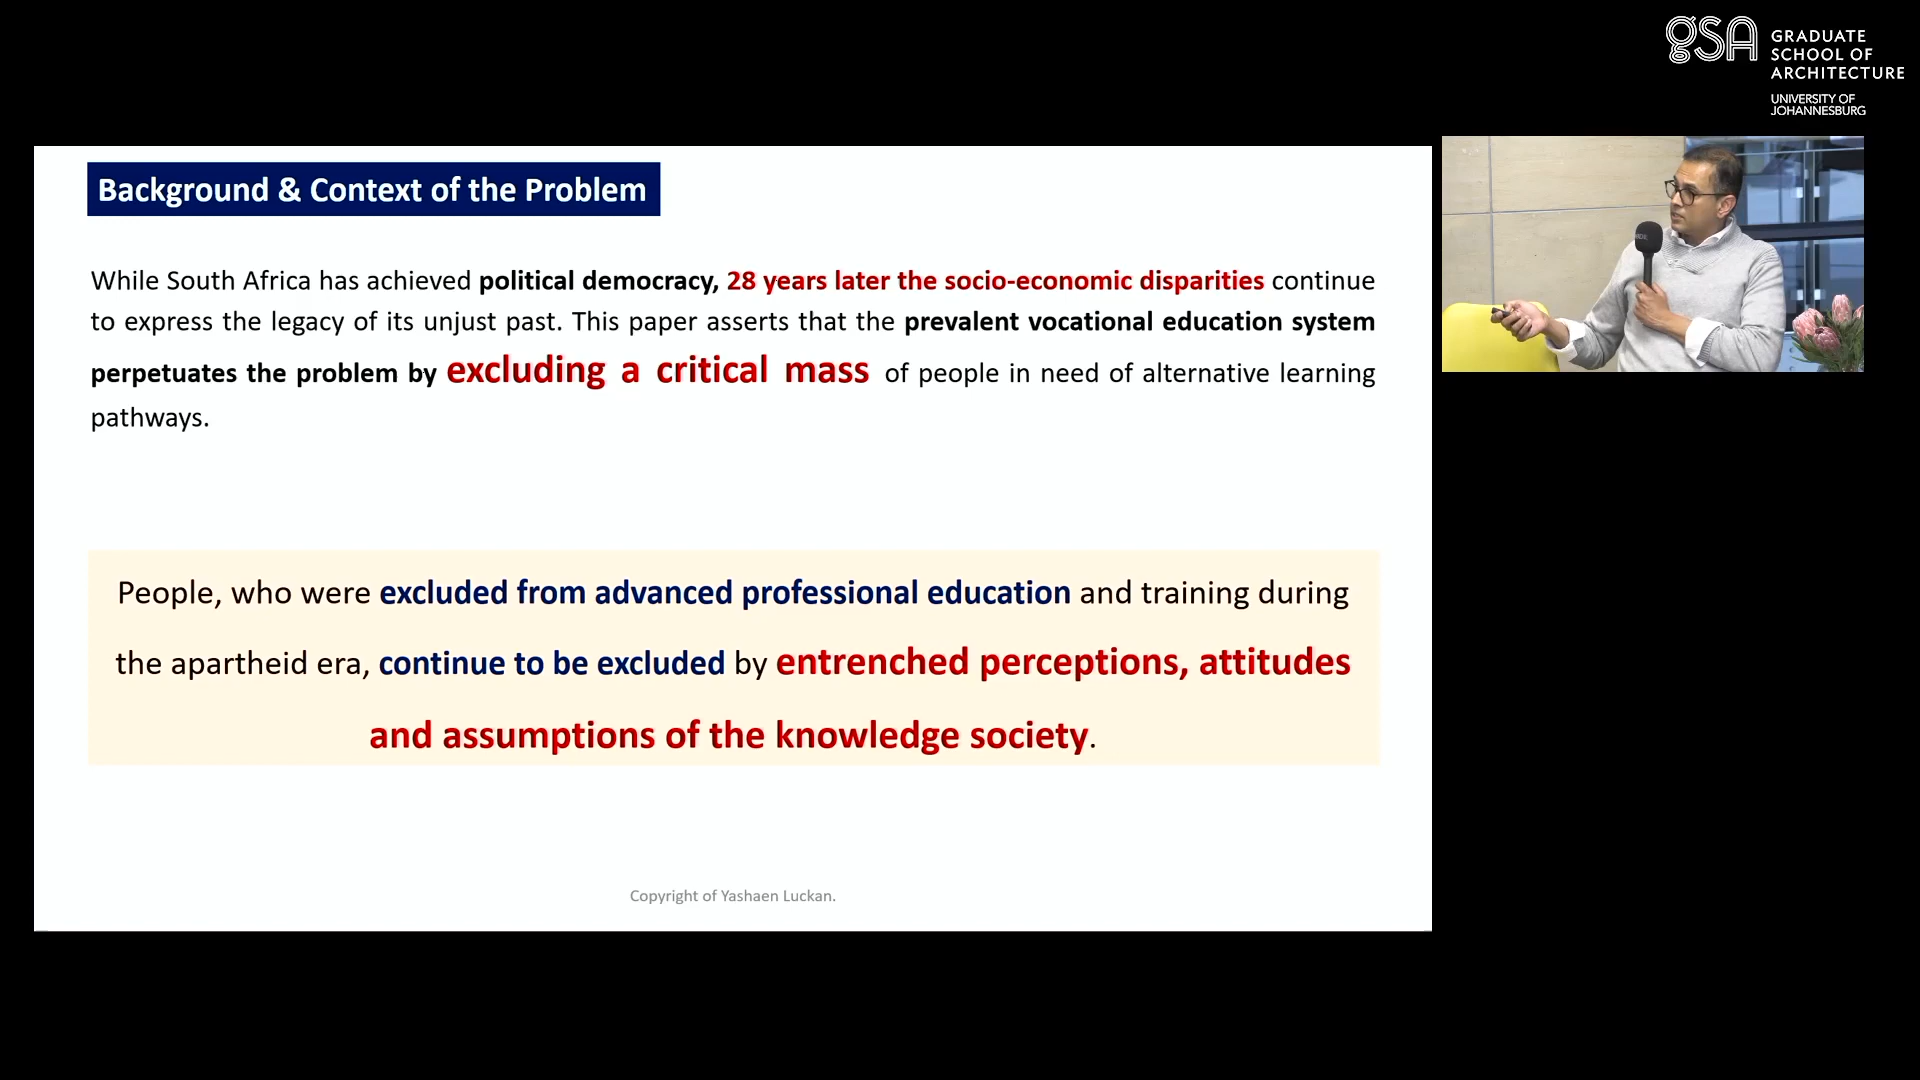 gsa
GRADUATE
SCHOOL OF
ARCHITECTURE
UNIVERSITY OF
JOHANNESBURG
Background & Context of the Problem
While South Africa has achieved political democracy, 28 years later the socio-economic disparities continue
to express the legacy of its unjust past. This paper asserts that the prevalent vocational education system
perpetuates the problem by excluding a critical mass of people in need of alternative learning
pathways.
People, who were excluded from advanced professional education and training during
the apartheid era, continue to be excluded by entrenched perceptions, attitudes
and assumptions of the knowledge society.
Copyright of Yashaen Luckan.